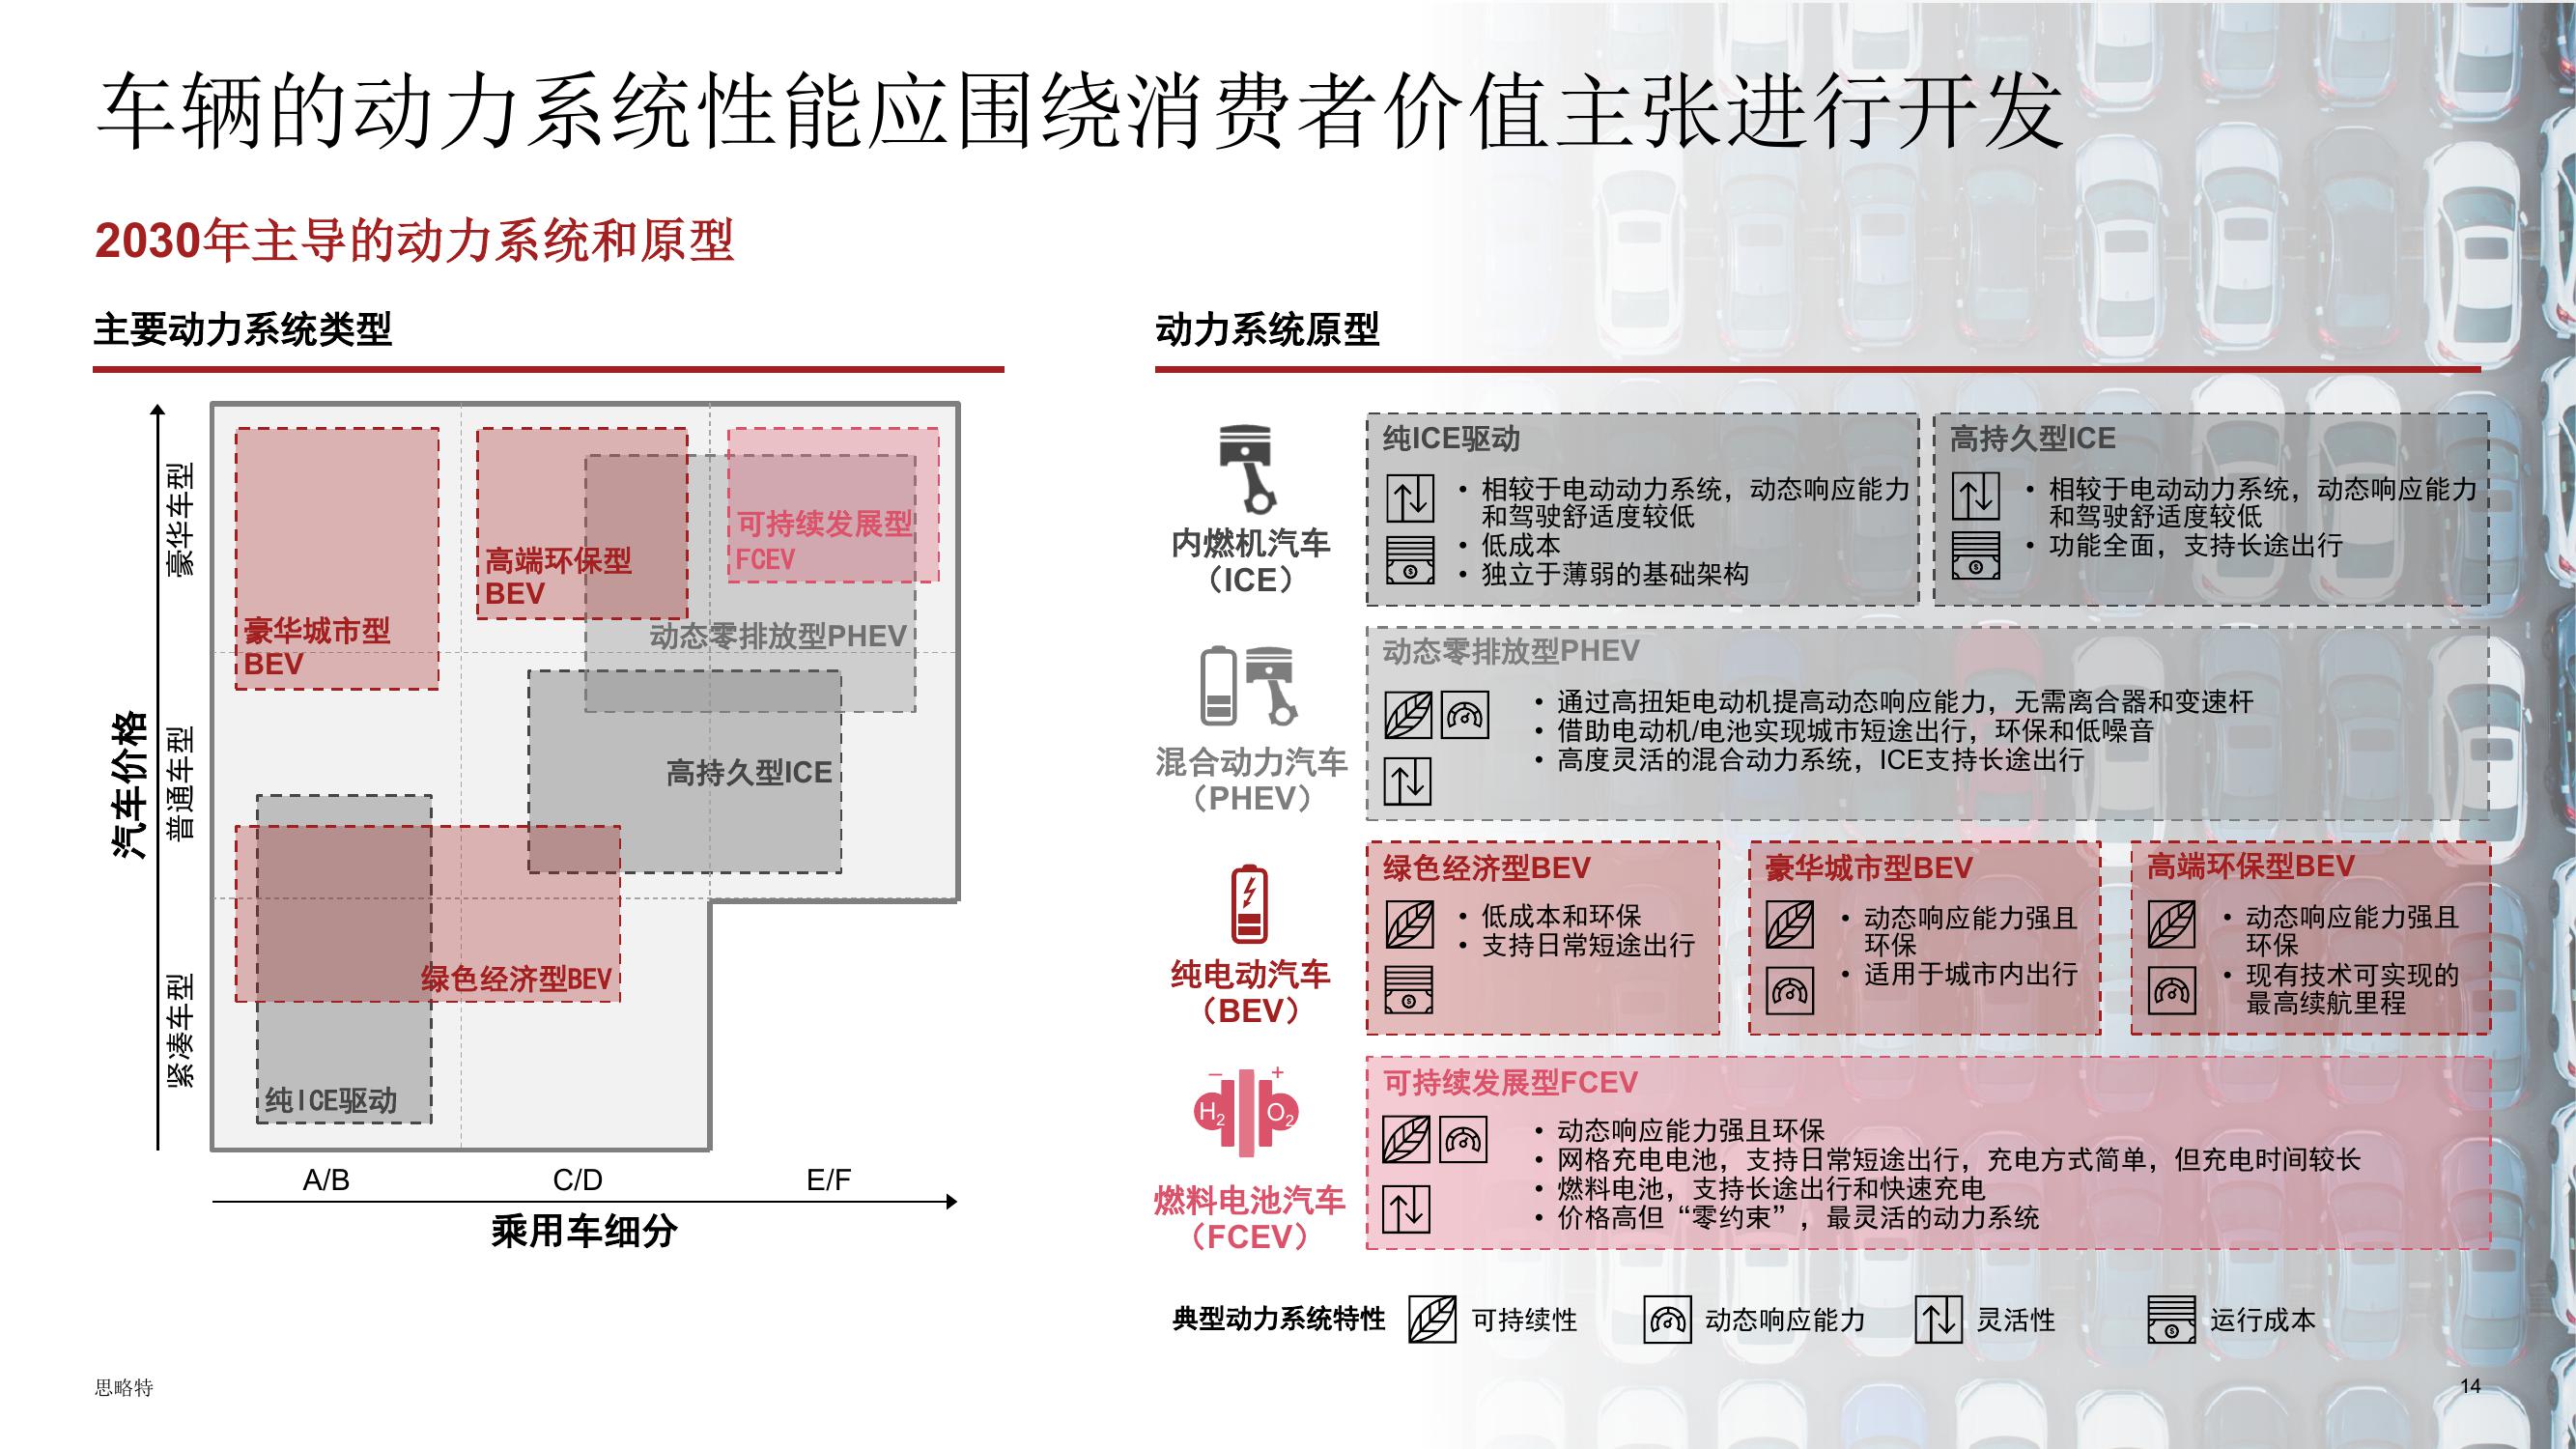 车辆的动力系统性能应围绕消费者价值主张进行开发
2030年主导的动力系统和原型
主要动力系统类型
汽车价格
豪华车型
普通车型
紧凑车型
豪华城市型
BEV
高端环保型
BEV
可持续发展型
FCEV
动态零排放型PHEV
高持久型ICE
绿色经济型BEV
纯ICE驱动
A/B
C/D
E/F
乘用车细分
动力系统原型
内燃机汽车
（ICE）
纯ICE驱动
• 相较于电动动力系统，动态响应能力
和驾驶舒适度较低
• 低成本
• 独立于薄弱的基础架构
高持久型ICE
• 相较于电动动力系统，动态响应能力
和驾驶舒适度较低
• 功能全面，支持长途出行
混合动力汽车
（PHEV）
动态零排放型PHEV
• 通过高扭矩电动机提高动态响应能力，无需离合器和变速杆
• 借助电动机/电池实现城市短途出行，环保和低噪音
• 高度灵活的混合动力系统，ICE支持长途出行
纯电动汽车
（BEV）
绿色经济型BEV
• 低成本和环保
• 支持日常短途出行
豪华城市型BEV
• 动态响应能力强且
环保
• 适用于城市内出行
高端环保型BEV
• 动态响应能力强且
环保
• 现有技术可实现的
最高续航里程
H2
O2
− +
燃料电池汽车
（FCEV）
可持续发展型FCEV
• 动态响应能力强且环保
• 网格充电电池，支持日常短途出行，充电方式简单，但充电时间较长
• 燃料电池，支持长途出行和快速充电
• 价格高但“零约束”，最灵活的动力系统
典型动力系统特性
可持续性
动态响应能力
灵活性
运行成本
思略特
14